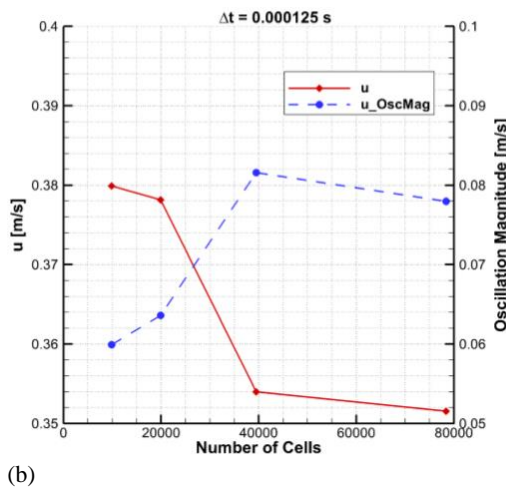 Δt = 0.000125 s
0.4
0.39
0.38
0.37
0.36
0.35
u [m/s]
u
u_OscMag
0.1
0.09
0.08
0.07
0.06
0.05
Oscillation Magnitude [m/s]
0 20000 40000 60000 80000
Number of Cells
(b)